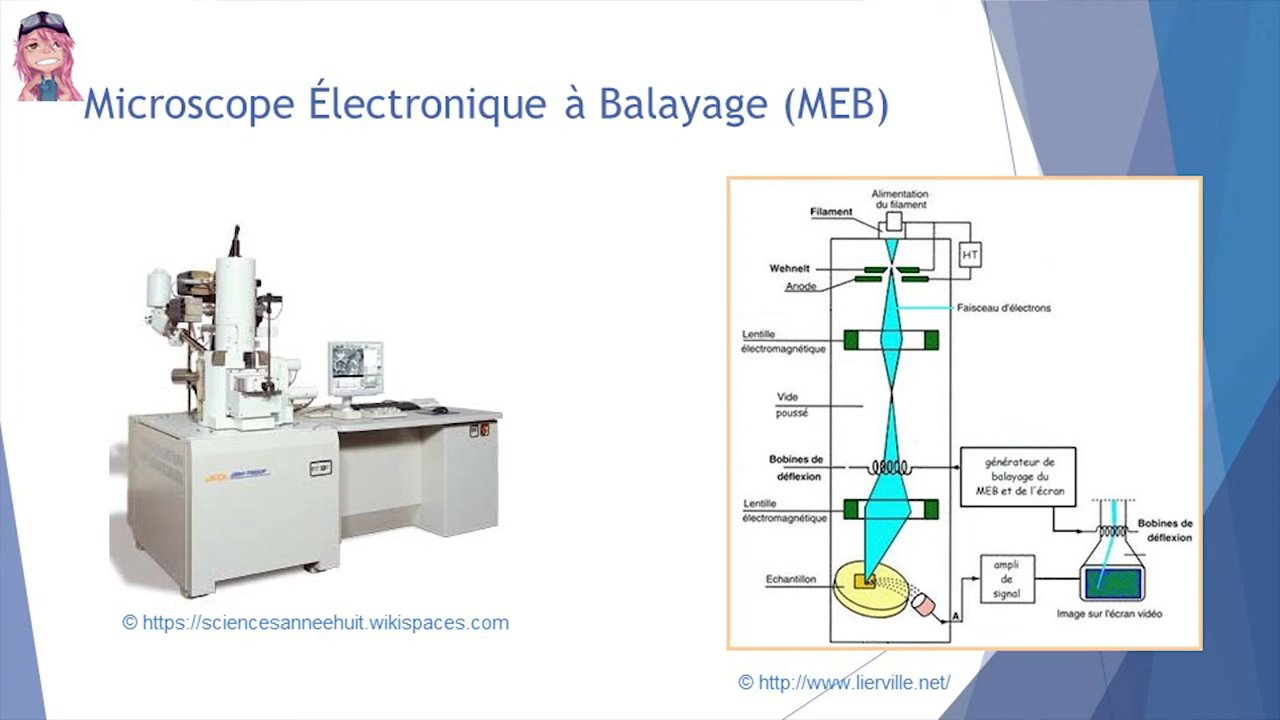 Microscope Électronique à Balayage (MEB)
JEOL
© https://sciencesanneehuit.wikispaces.com
Alimentation
du filament
Filament
HT
Wehnelt
Anode
Faisceau d'électrons
Lentille
électromagnétique
Vide
poussé
Bobines de
déflexion
générateur de
balayage du
MEB et de l'écran
Lentille
électromagnétique
Bobines de
déflexion
Echantillon
ampli
de
signal
A
Image sur l'écran vidéo
© http://www.lierville.net/